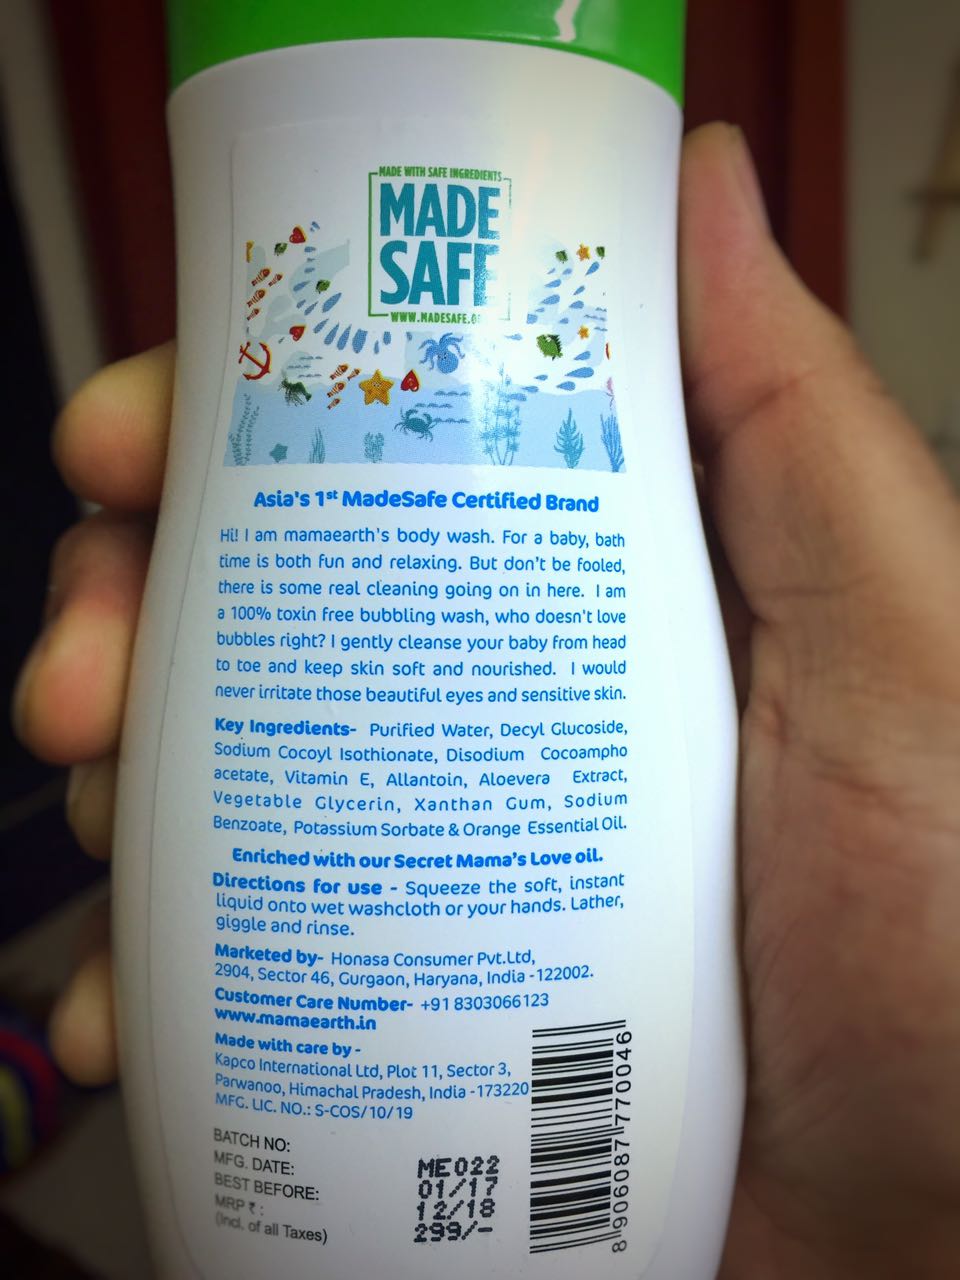 MADE WITH SAFE INGREDIENTS
MADE
SAFE
WWW.MADESAFE.O
Asia's 1st MadeSafe Certified Brand
Hi! I am mamaearth's body wash. For a baby, bath
time is both fun and relaxing. But don't be fooled,
there is some real cleaning going on in here. I am
a 100% toxin free bubbling wash, who doesn't love
bubbles right? I gently cleanse your baby from head
to toe and keep skin soft and nourished. I would
never irritate those beautiful eyes and sensitive skin.
Key Ingredients- Purified Water, Decyl Glucoside,
Sodium Cocoyl Isothionate, Disodium Cocoampho
acetate, Vitamin E, Allantoin, Aloevera Extract,
Vegetable Glycerin, Xanthan Gum, Sodium
Benzoate, Potassium Sorbate & Orange Essential Oil.
Enriched with our Secret Mama's Love oil.
Directions for use - Squeeze the soft, instant
liquid onto wet washcloth or your hands. Lather,
giggle and rinse.
Marketed by- Honasa Consumer Pvt.Ltd,
2904, Sector 46, Gurgaon, Haryana, India -122002.
Customer Care Number- +91 8303066123
www.mamaearth.in
Made with care by -
Kapco International Ltd, Plot 11, Sector 3,
Parwanoo, Himachal Pradesh, India -173220
MFG. LIC. NO.: S-COS/10/19
BATCH NO: ME022
MFG. DATE: 01/17
BEST BEFORE: 12/18
MRP ₹ : 299/-
(Incl. of all Taxes)
8 906087 770046